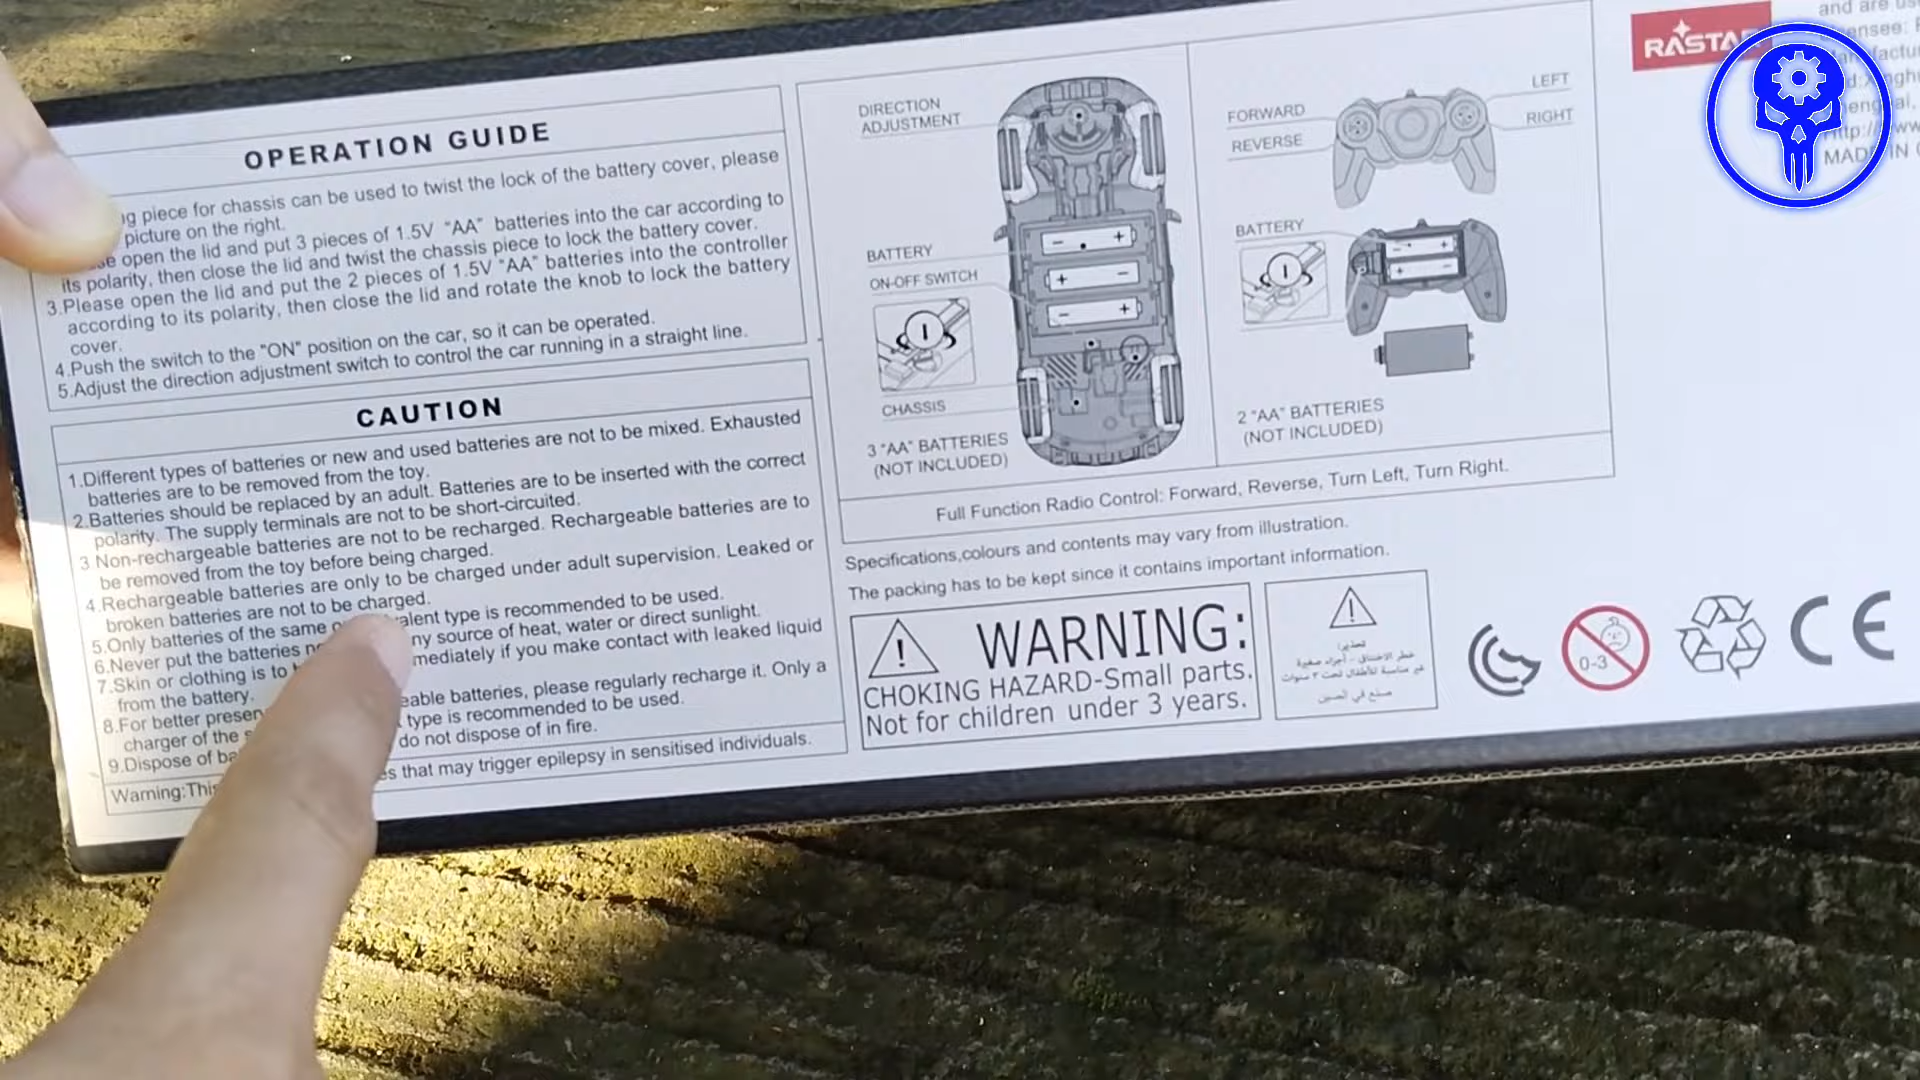 OPERATION GUIDE
piece for chassis can be used to twist the lock of the battery cover, please
picture on the right.
open the lid and put 3 pieces of 1.5V "AA" batteries into the car according to
its polarity, then close the lid and twist the chassis piece to lock the battery cover.
3.Please open the lid and put the 2 pieces of 1.5V "AA" batteries into the controller
according to its polarity, then close the lid and rotate the knob to lock the battery
cover.
4.Push the switch to the "ON" position on the car, so it can be operated.
5.Adjust the direction adjustment switch to control the car running in a straight line.
CAUTION
1.Different types of batteries or new and used batteries are not to be mixed. Exhausted
batteries are to be removed from the toy.
2.Batteries should be replaced by an adult. Batteries are to be inserted with the correct
polarity. The supply terminals are not to be short-circuited.
3 Non-rechargeable batteries are not to be recharged. Rechargeable batteries are to
be removed from the toy before being charged.
4.Rechargeable batteries are only to be charged under adult supervision. Leaked or
broken batteries are not to be charged.
5.Only batteries of the same type is recommended to be used.
6.Never put the batteries source of heat, water or direct sunlight.
7.Skin or clothing is to if you make contact with leaked liquid
from the battery.
8.For better batteries, please regularly recharge it. Only a
charger of the type is recommended to be used.
9.Dispose of do not dispose of in fire.
Warning: that may trigger epilepsy in sensitised individuals.
DIRECTION
ADJUSTMENT
BATTERY
ON-OFF SWITCH
CHASSIS
3 "AA" BATTERIES
(NOT INCLUDED)
FORWARD
REVERSE
LEFT
RIGHT
BATTERY
2 "AA" BATTERIES
(NOT INCLUDED)
Full Function Radio Control: Forward, Reverse, Turn Left, Turn Right.
Specifications,colours and contents may vary from illustration.
The packing has to be kept since it contains important information.
WARNING:
CHOKING HAZARD-Small parts.
Not for children under 3 years.
تحذير:
خطر الاختناق - أجزاء صغيرة
غير مناسبة للأطفال تحت ٣ سنوات
صنع في الصين
0-3
CE
and are
MADE IN